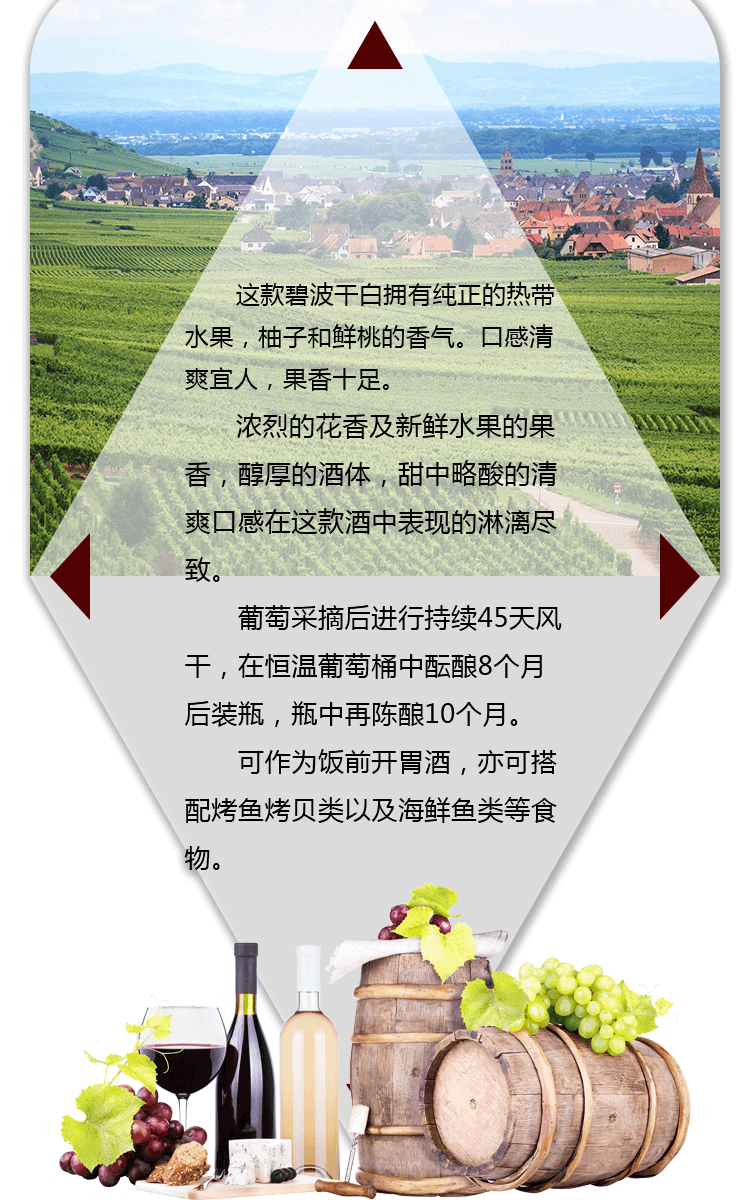 这款碧波干白拥有纯正的热带
水果，柚子和鲜桃的香气。口感清
爽宜人，果香十足。
浓烈的花香及新鲜水果的果
香，醇厚的酒体，甜中略酸的清
爽口感在这款酒中表现的淋漓尽
致。
葡萄采摘后进行持续45天风
干，在恒温葡萄桶中酝酿8个月
后装瓶，瓶中再陈酿10个月。
可作为饭前开胃酒，亦可搭
配烤鱼烤贝类以及海鲜鱼类等食
物。